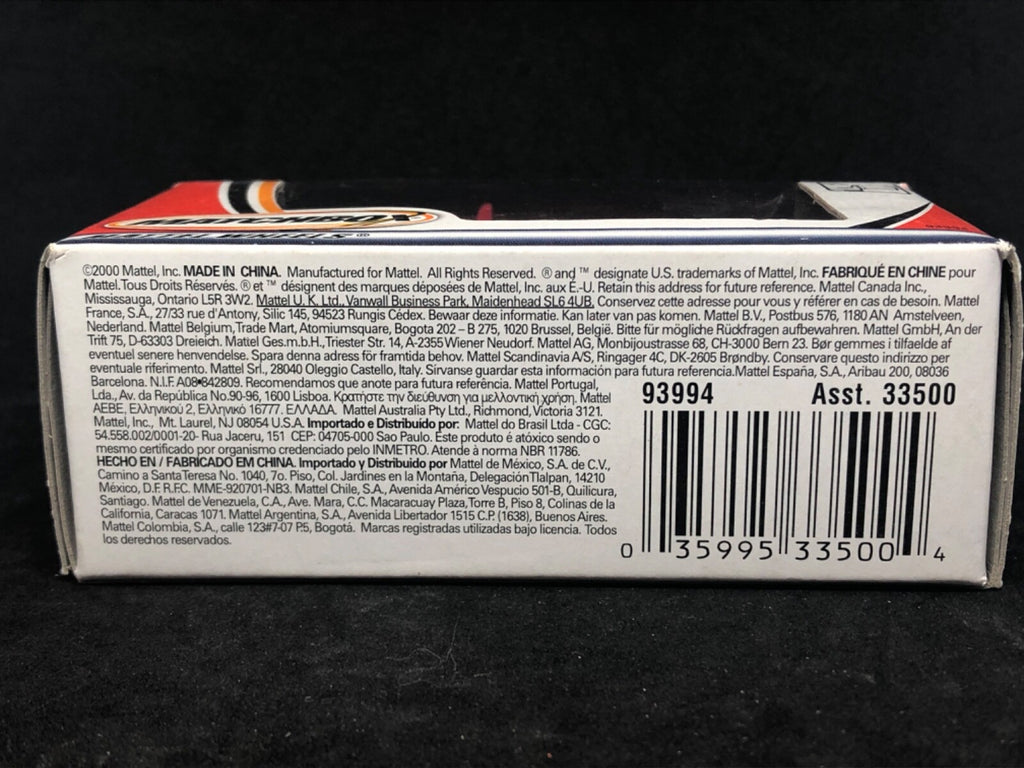 MATCHBOX
©2000 Mattel, Inc. MADE IN CHINA. Manufactured for Mattel. All Rights Reserved. ® and ™ designate U.S. trademarks of Mattel, Inc. FABRIQUÉ EN CHINE pour
Mattel.Tous Droits Réservés. ® et ™ désignent des marques déposées de Mattel, Inc. aux É.-U. Retain this address for future reference. Mattel Canada Inc.,
Mississauga, Ontario L5R 3W2. Mattel U. K. Ltd., Vanwall Business Park, Maidenhead SL6 4UB. Conservez cette adresse pour vous y référer en cas de besoin. Mattel
France, S.A., 27/33 rue d'Antony, Silic 145, 94523 Rungis Cédex. Bewaar deze informatie. Kan later van pas komen. Mattel B.V., Postbus 576, 1180 AN Amstelveen,
Nederland. Mattel Belgium, Trade Mart, Atomiumsquare, Bogota 202 – B 275, 1020 Brussel, België. Bitte für mögliche Rückfragen aufbewahren. Mattel GmbH, An der
Trift 75, D-63303 Dreieich. Mattel Ges.m.b.H., Triester Str. 14, A-2355 Wiener Neudorf. Mattel AG, Monbijoustrasse 68, CH-3000 Bern 23. Bør gemmes i tilfaelde af
eventuel senere henvendelse. Spara denna adress för framtida behov. Mattel Scandinavia A/S, Ringager 4C, DK-2605 Brøndby. Conservare questo indirizzo per
eventuale riferimento. Mattel Srl., 28040 Oleggio Castello, Italy. Sirvanse guardar esta información para futura referencia.Mattel España, S.A., Aribau 200, 08036
Barcelona. N.I.F. A08-842809. Recomendamos que anote para futura referência. Mattel Portugal,
Lda., Av. da República No.90-96, 1600 Lisboa. Κρατήστε την διεύθυνση για μελλοντική χρήση. Mattel
AEBE, Ελληνικού 2, Ελληνικό 16777. ΕΛΛΑΔΑ. Mattel Australia Pty Ltd., Richmond, Victoria 3121.
Mattel, Inc., Mt. Laurel, NJ 08054 U.S.A. Importado e Distribuido por: Mattel do Brasil Ltda - CGC:
54.558.002/0001-20- Rua Jaceru, 151 CEP: 04705-000 Sao Paulo. Este produto é atóxico sendo o
mesmo certificado por organismo credenciado pelo INMETRO. Atende à norma NBR 11786.
HECHO EN / FABRICADO EM CHINA. Importado y Distribuido por Mattel de México, S.A. de C.V.,
Camino a Santa Teresa No. 1040, 7o. Piso, Col. Jardines en la Montaña, Delegación Tlalpan, 14210
México, D.F. R.F.C. MME-920701-NB3. Mattel Chile, S.A., Avenida Américo Vespucio 501-B, Quilicura,
Santiago. Mattel de Venezuela, C.A., Ave. Mara, C.C. Macaracuay Plaza, Torre B, Piso 8, Colinas de la
California, Caracas 1071. Mattel Argentina, S.A., Avenida Libertador 1515 C.P. (1638), Buenos Aires.
Mattel Colombia, S.A., calle 123#7-07 P.5, Bogotá. Marcas registradas utilizadas bajo licencia. Todos
los derechos reservados.
93994 Asst. 33500
0 35995 33500 4